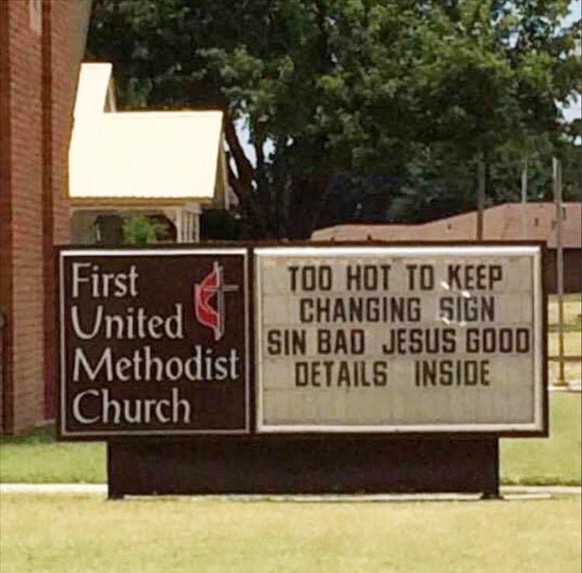 First
United
Methodist
Church
TOO HOT TO KEEP
CHANGING SIGN
SIN BAD JESUS GOOD
DETAILS INSIDE